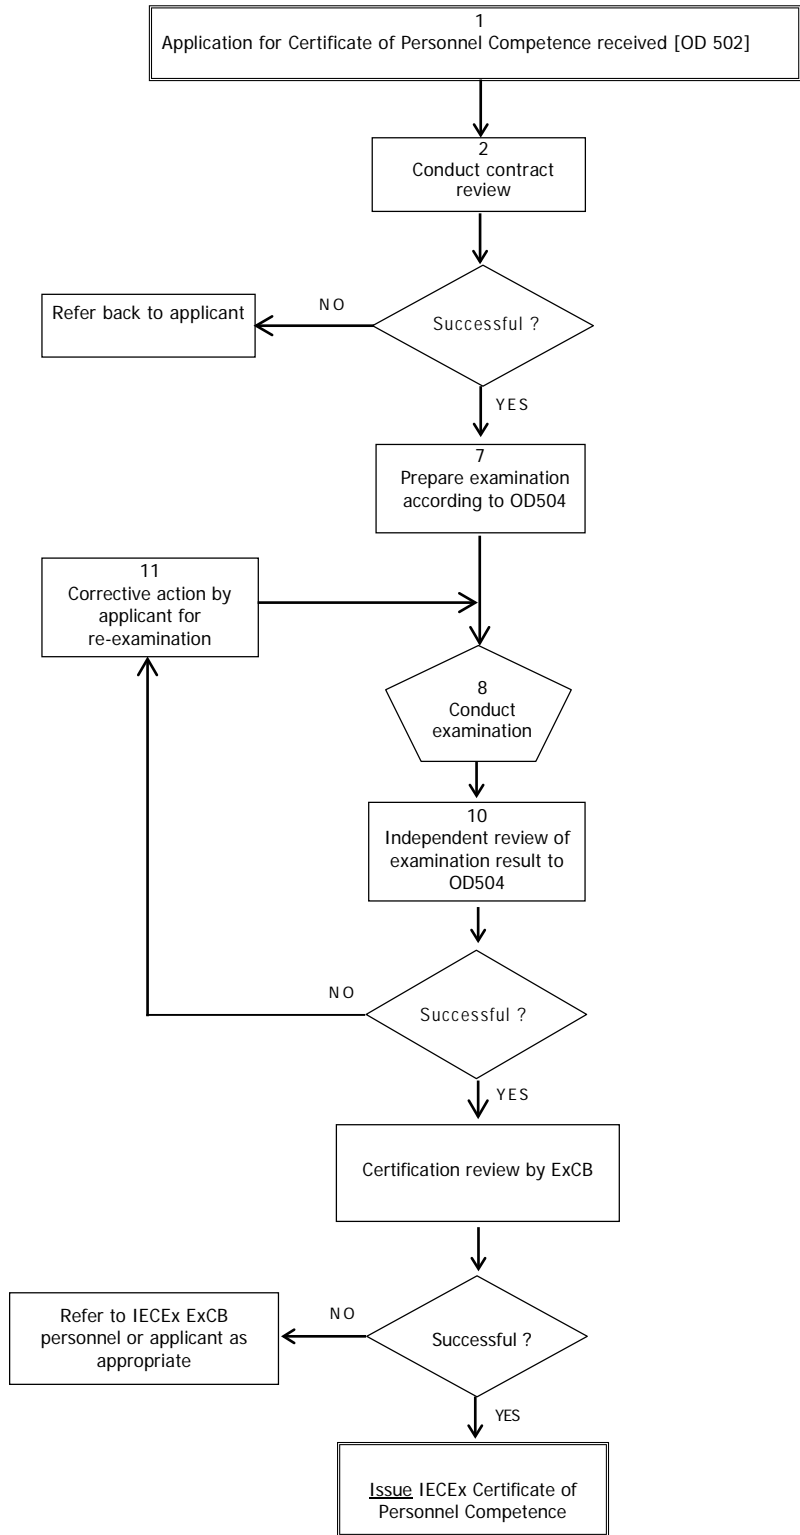 1
Application for Certificate of Personnel Competence received [OD 502]
2
Conduct contract
review
Refer back to applicant
NO
Successful ?
YES
7
Prepare examination
according to OD504
11
Corrective action by
applicant for
re-examination
8
Conduct
examination
10
Independent review of
examination result to
OD504
NO
Successful ?
YES
Certification review by ExCB
Refer to IECEx ExCB
personnel or applicant as
appropriate
NO
Successful ?
YES
Issue IECEx Certificate of
Personnel Competence